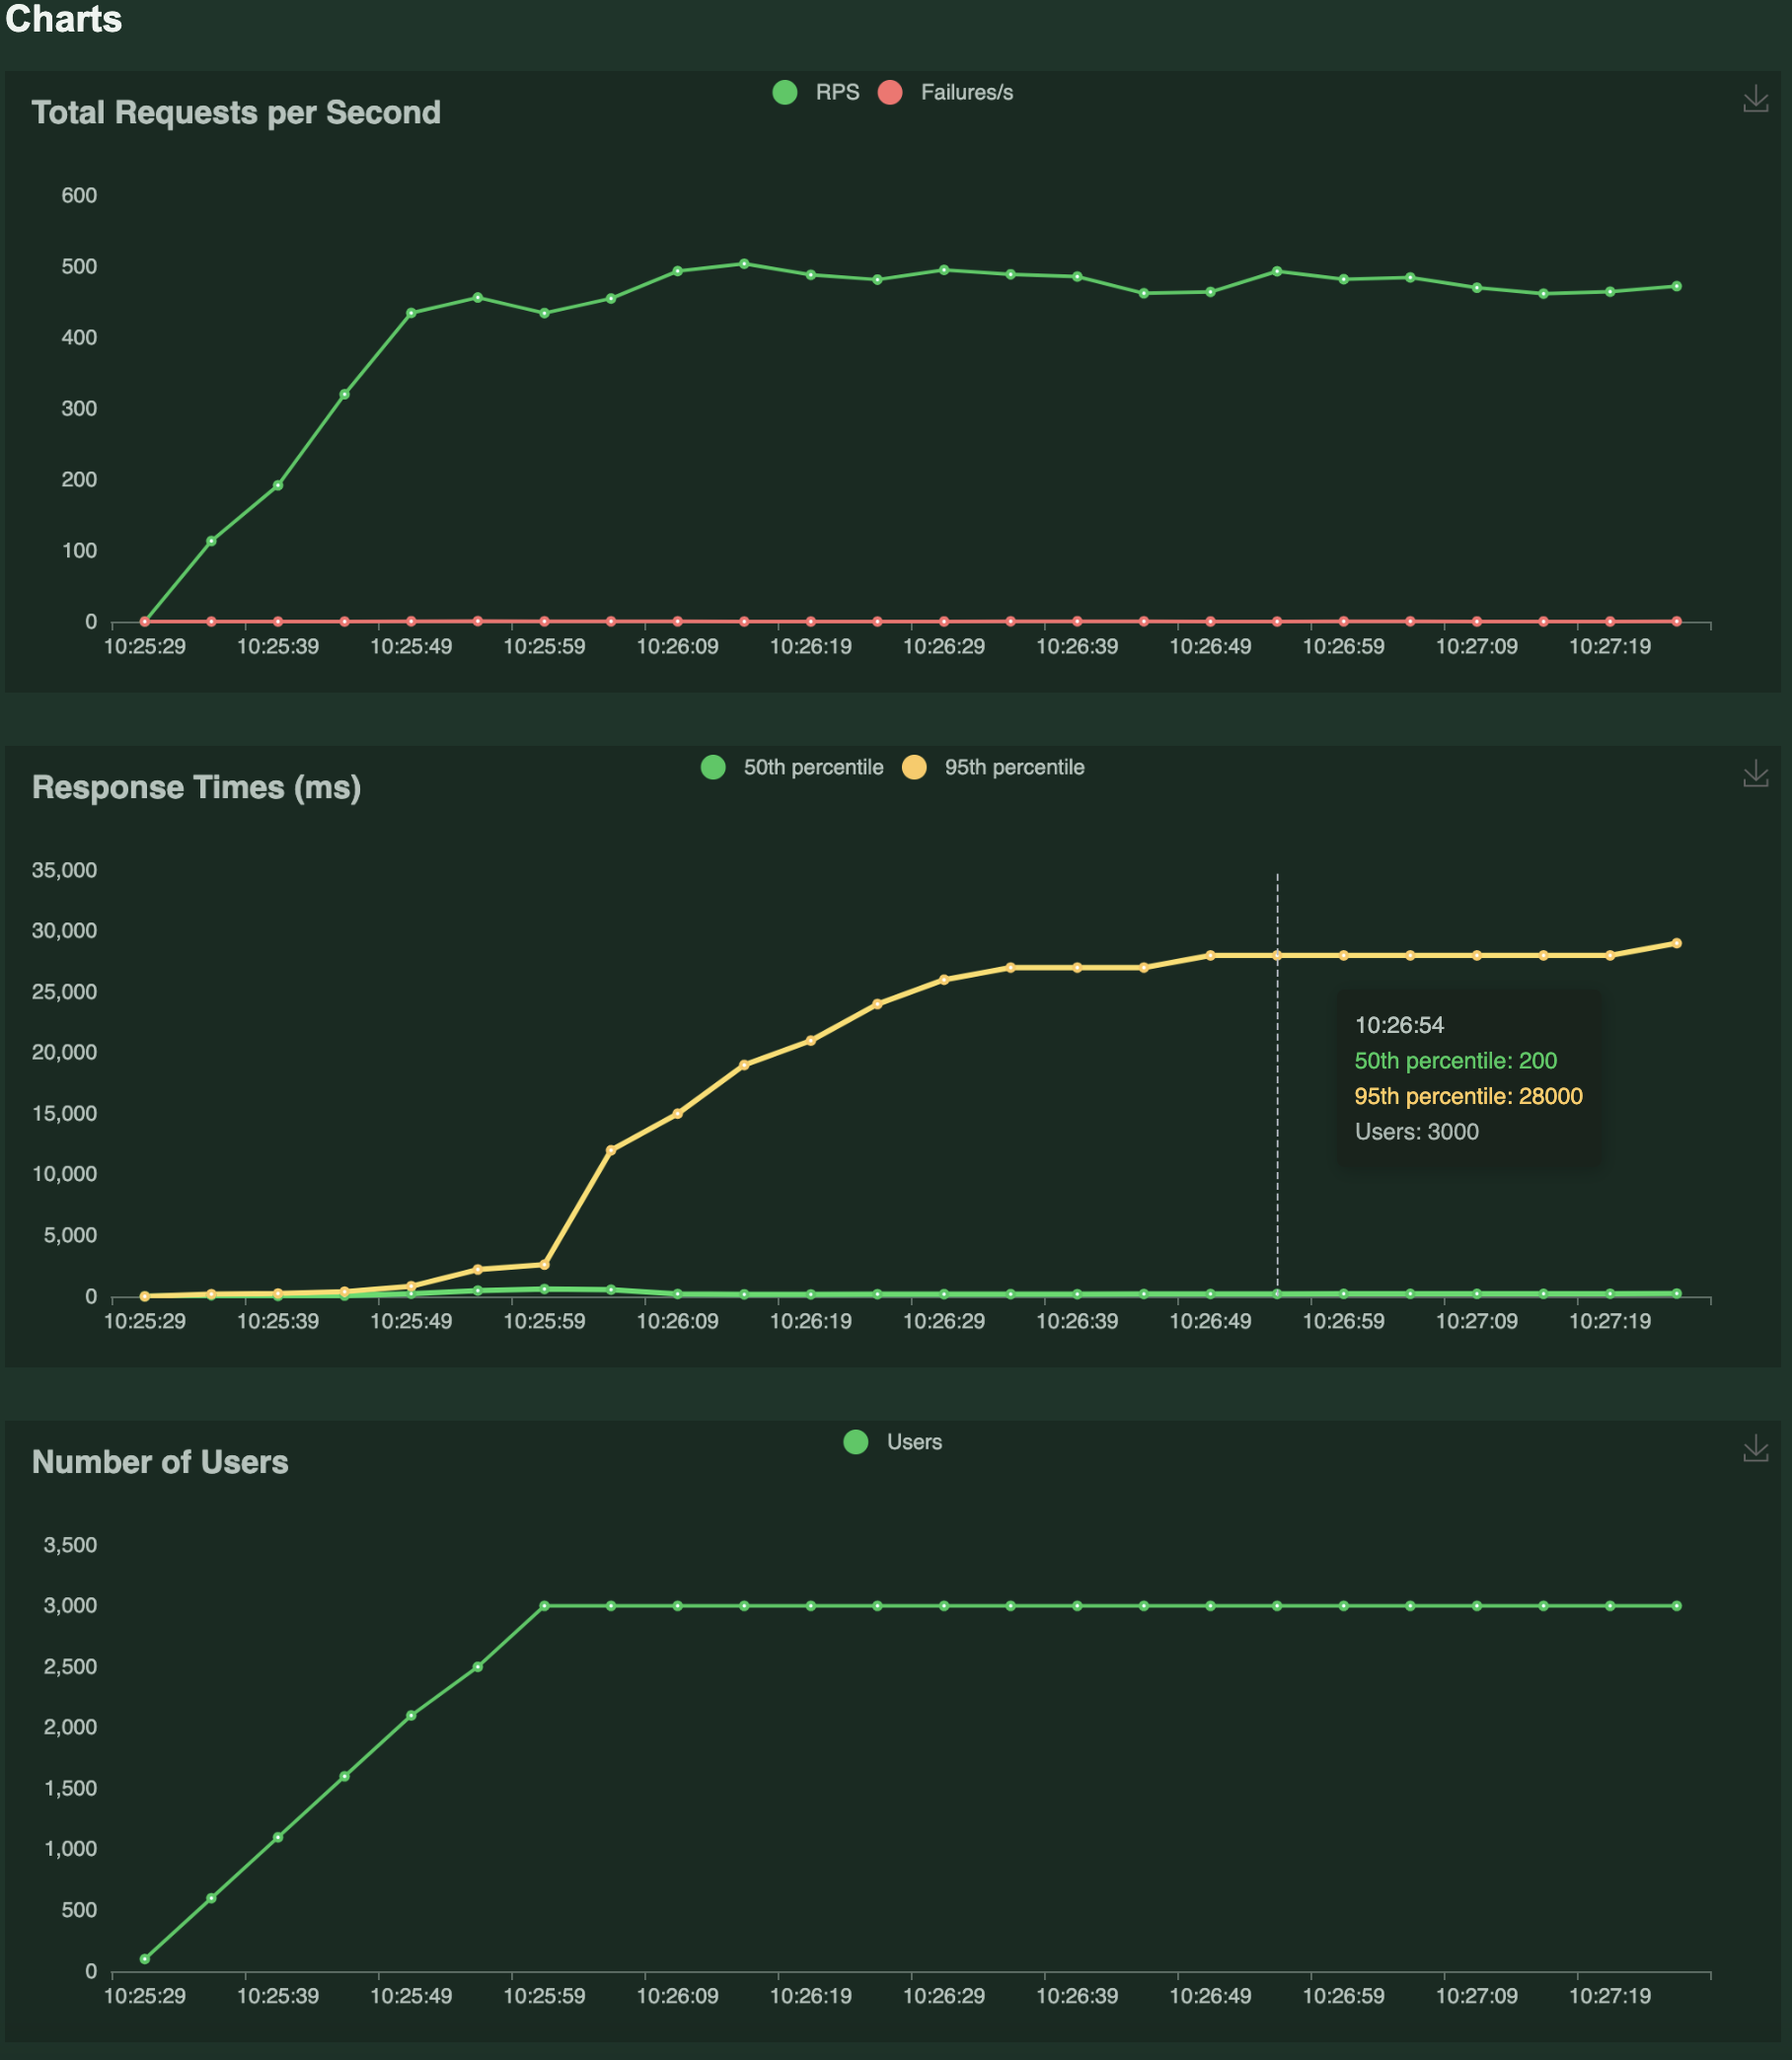 Charts
Total Requests per Second
RPS Failures/s
600
500
400
300
200
100
0
10:25:29 10:25:39 10:25:49 10:25:59 10:26:09 10:26:19 10:26:29 10:26:39 10:26:49 10:26:59 10:27:09 10:27:19
Response Times (ms)
50th percentile 95th percentile
35,000
30,000
25,000
20,000
15,000
10,000
5,000
0
10:26:54
50th percentile: 200
95th percentile: 28000
Users: 3000
10:25:29 10:25:39 10:25:49 10:25:59 10:26:09 10:26:19 10:26:29 10:26:39 10:26:49 10:26:59 10:27:09 10:27:19
Number of Users
Users
3,500
3,000
2,500
2,000
1,500
1,000
500
0
10:25:29 10:25:39 10:25:49 10:25:59 10:26:09 10:26:19 10:26:29 10:26:39 10:26:49 10:26:59 10:27:09 10:27:19